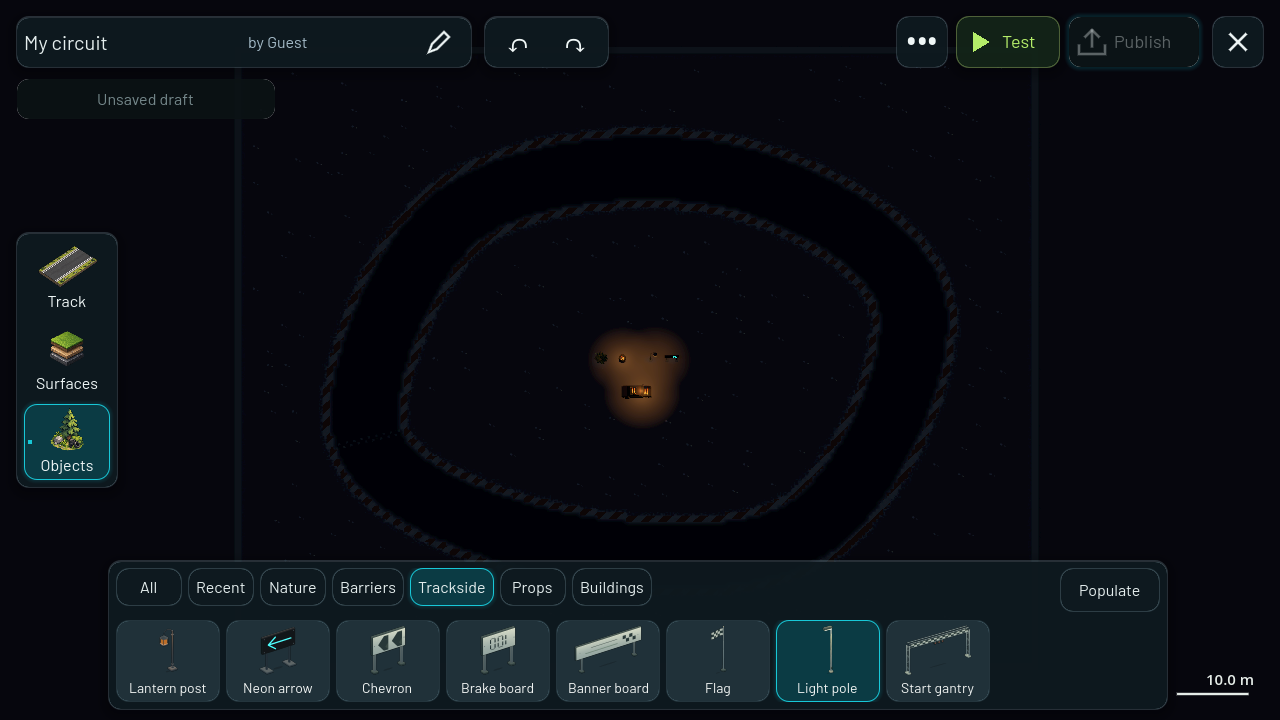 My circuit
by Guest
Test
Publish
Unsaved draft
Track
Surfaces
Objects
All
Recent
Nature
Barriers
Trackside
Props
Buildings
Populate
Lantern post
Neon arrow
Chevron
Brake board
Banner board
Flag
Light pole
Start gantry
10.0 m